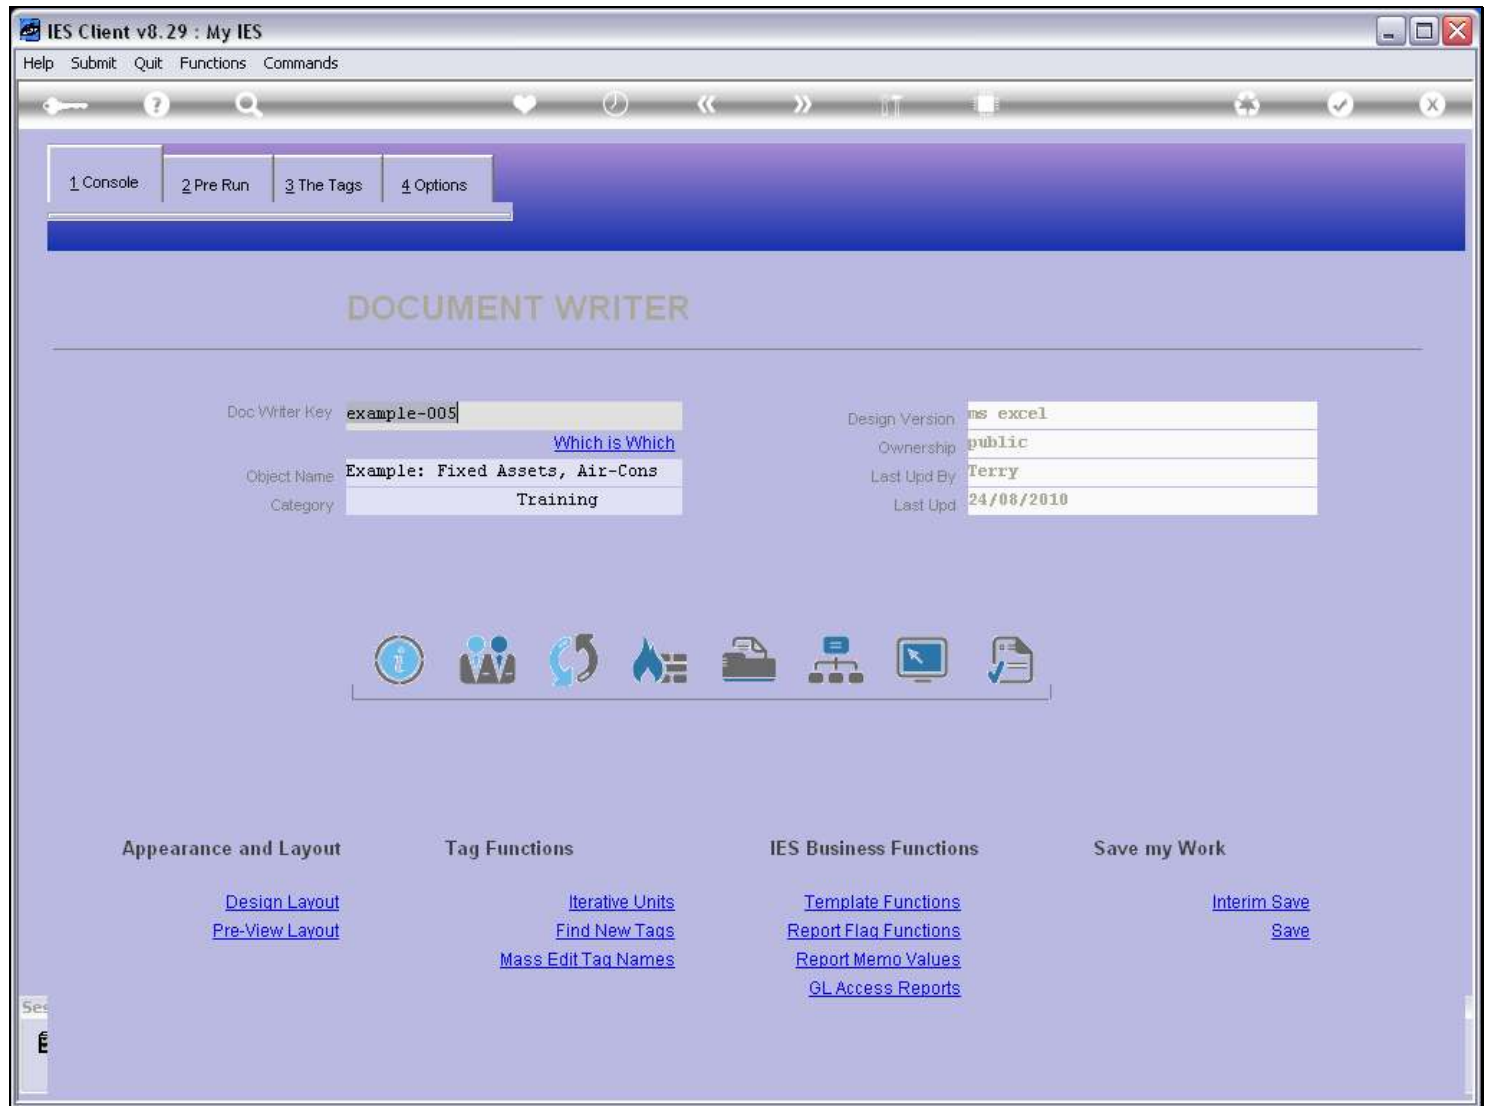 IES Client v8.29 : My IES
Help Submit Quit Functions Commands
1 Console 2 Pre Run 3 The Tags 4 Options
DOCUMENT WRITER
Doc Writer Key example-005 Design Version ms excel
Which is Which Ownership public
Object Name Example: Fixed Assets, Air-Cons Last Upd By Terry
Category Training Last Upd 24/08/2010
Appearance and Layout Tag Functions IES Business Functions Save my Work
Design Layout Iterative Units Template Functions Interim Save
Pre-View Layout Find New Tags Report Flag Functions Save
Mass Edit Tag Names Report Memo Values
GL Access Reports